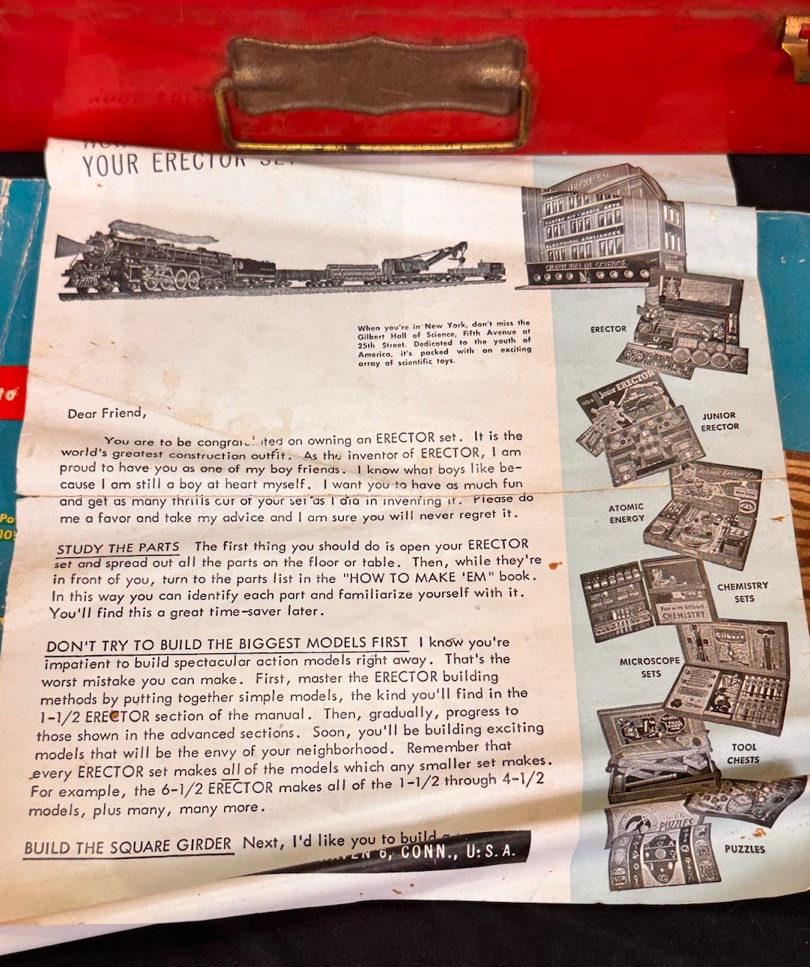 YOUR ERECTOR SET
When you're in New York, don't miss the
Gilbert Hall of Science, Fifth Avenue at
25th Street. Dedicated to the youth of
America, it's packed with an exciting
array of scientific toys.
Dear Friend,
You are to be congratulated on owning an ERECTOR set. It is the
world's greatest construction outfit. As the inventor of ERECTOR, I am
proud to have you as one of my boy friends. I know what boys like be-
cause I am still a boy at heart myself. I want you to have as much fun
and get as many thrills out of your set as I did in inventing it. Please do
me a favor and take my advice and I am sure you will never regret it.
STUDY THE PARTS The first thing you should do is open your ERECTOR
set and spread out all the parts on the floor or table. Then, while they're
in front of you, turn to the parts list in the "HOW TO MAKE 'EM" book.
In this way you can identify each part and familiarize yourself with it.
You'll find this a great time-saver later.
DON'T TRY TO BUILD THE BIGGEST MODELS FIRST I know you're
impatient to build spectacular action models right away. That's the
worst mistake you can make. First, master the ERECTOR building
methods by putting together simple models, the kind you'll find in the
1-1/2 ERECTOR section of the manual. Then, gradually, progress to
those shown in the advanced sections. Soon, you'll be building exciting
models that will be the envy of your neighborhood. Remember that
every ERECTOR set makes all of the models which any smaller set makes.
For example, the 6-1/2 ERECTOR makes all of the 1-1/2 through 4-1/2
models, plus many, many more.
BUILD THE SQUARE GIRDER Next, I'd like you to build a
6, CONN., U.S.A.
ELECTRICAL APPLIANCES
HALL OF SCIENCE
ERECTOR
JUNIOR
ERECTOR
Junior ERECTOR
ATOMIC
ENERGY
CHEMISTRY
SETS
Fun with Gilbert
CHEMISTRY
MICROSCOPE
SETS
Gilbert
TOOL
CHESTS
PUZZLES
PUZZLES